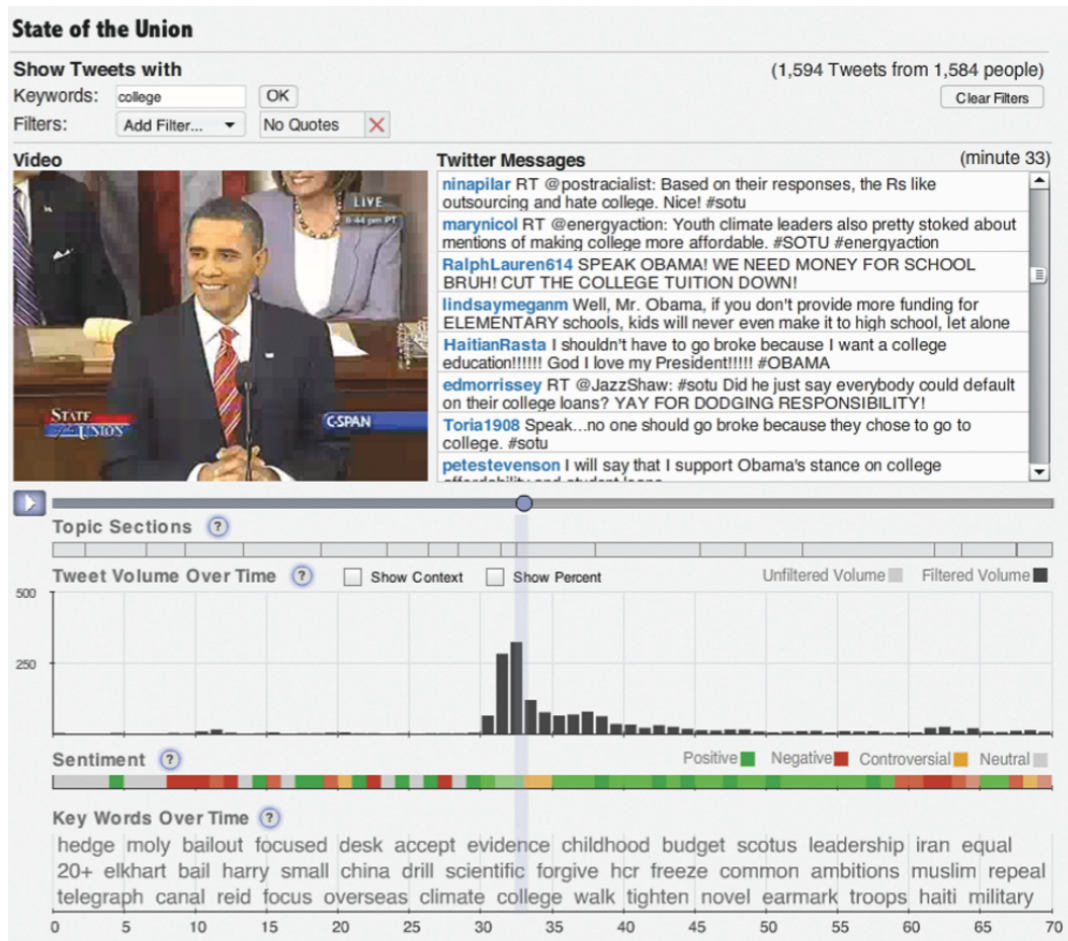 State of the Union
Show Tweets with
(1,594 Tweets from 1,584 people)
Keywords: college OK
Clear Filters
Filters: Add Filter... No Quotes
Video
LIVE
6:44 pm PT
STATE
of the UNION
C-SPAN
Twitter Messages
(minute 33)
ninapilar RT @postracialist: Based on their responses, the Rs like
outsourcing and hate college. Nice! #sotu
marynicol RT @energyaction: Youth climate leaders also pretty stoked about
mentions of making college more affordable. #SOTU #energyaction
RalphLauren614 SPEAK OBAMA! WE NEED MONEY FOR SCHOOL
BRUH! CUT THE COLLEGE TUITION DOWN!
lindsaymeganm Well, Mr. Obama, if you don't provide more funding for
ELEMENTARY schools, kids will never even make it to high school, let alone
HaitianRasta I shouldn't have to go broke because I want a college
education!!!!!! God I love my President!!!!! #OBAMA
edmorrissey RT @JazzShaw: #sotu Did he just say everybody could default
on their college loans? YAY FOR DODGING RESPONSIBILITY!
Toria1908 Speak...no one should go broke because they chose to go to
college. #sotu
petestevenson I will say that I support Obama's stance on college
affordability and student loans
Topic Sections ?
Tweet Volume Over Time ? Show Context Show Percent Unfiltered Volume Filtered Volume
500
250
Sentiment ? Positive Negative Controversial Neutral
Key Words Over Time ?
hedge moly bailout focused desk accept evidence childhood budget scotus leadership iran equal
20+ elkhart bail harry small china drill scientific forgive hcr freeze common ambitions muslim repeal
telegraph canal reid focus overseas climate college walk tighten novel earmark troops haiti military
0 5 10 15 20 25 30 35 40 45 50 55 60 65 70